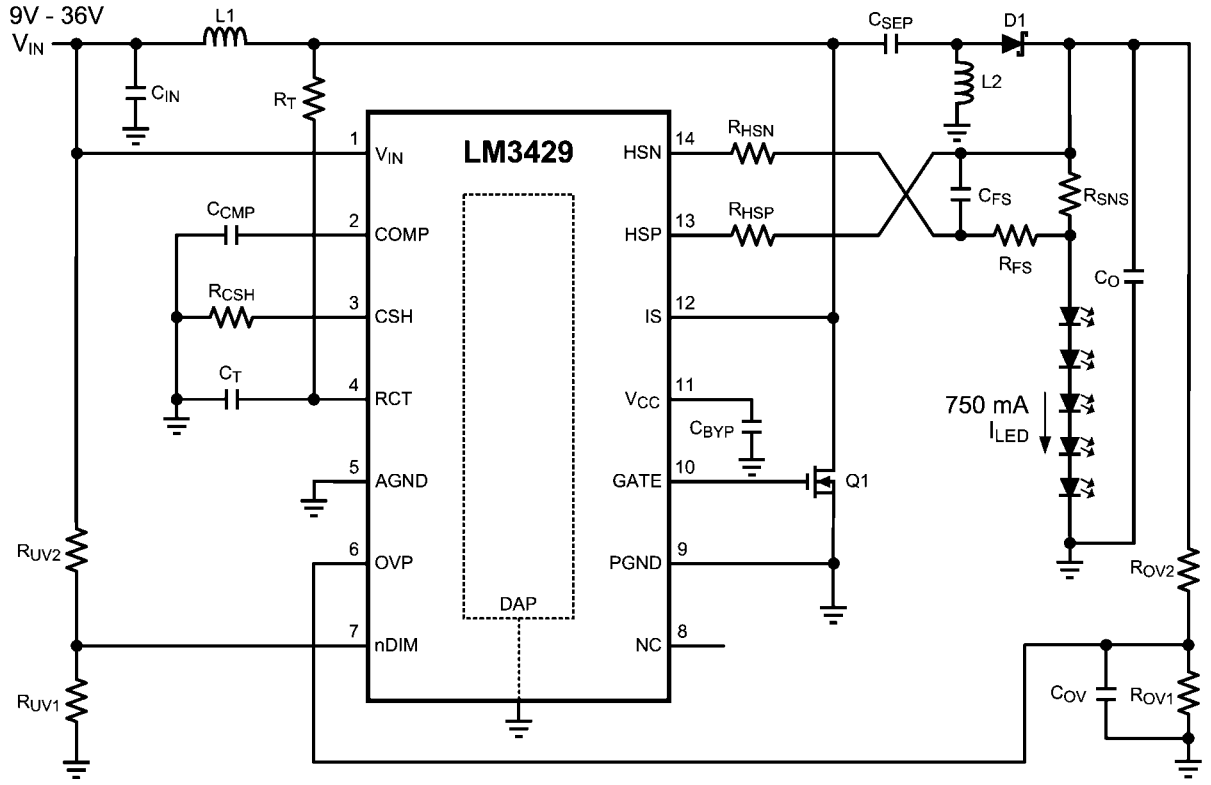 9V - 36V
L1
CSEP
D1
VIN
L2
CIN
RT
1
VIN
LM3429
HSN
14
RHSN
CCMP
2
COMP
HSP
13
RHSP
CFS
RSNS
RFS
CO
RCSH
3
CSH
IS
12
CT
4
RCT
VCC
11
CBYP
750 mA
ILED
5
AGND
GATE
10
Q1
RUV2
6
OVP
PGND
9
ROV2
DAP
7
nDIM
NC
8
RUV1
COV
ROV1